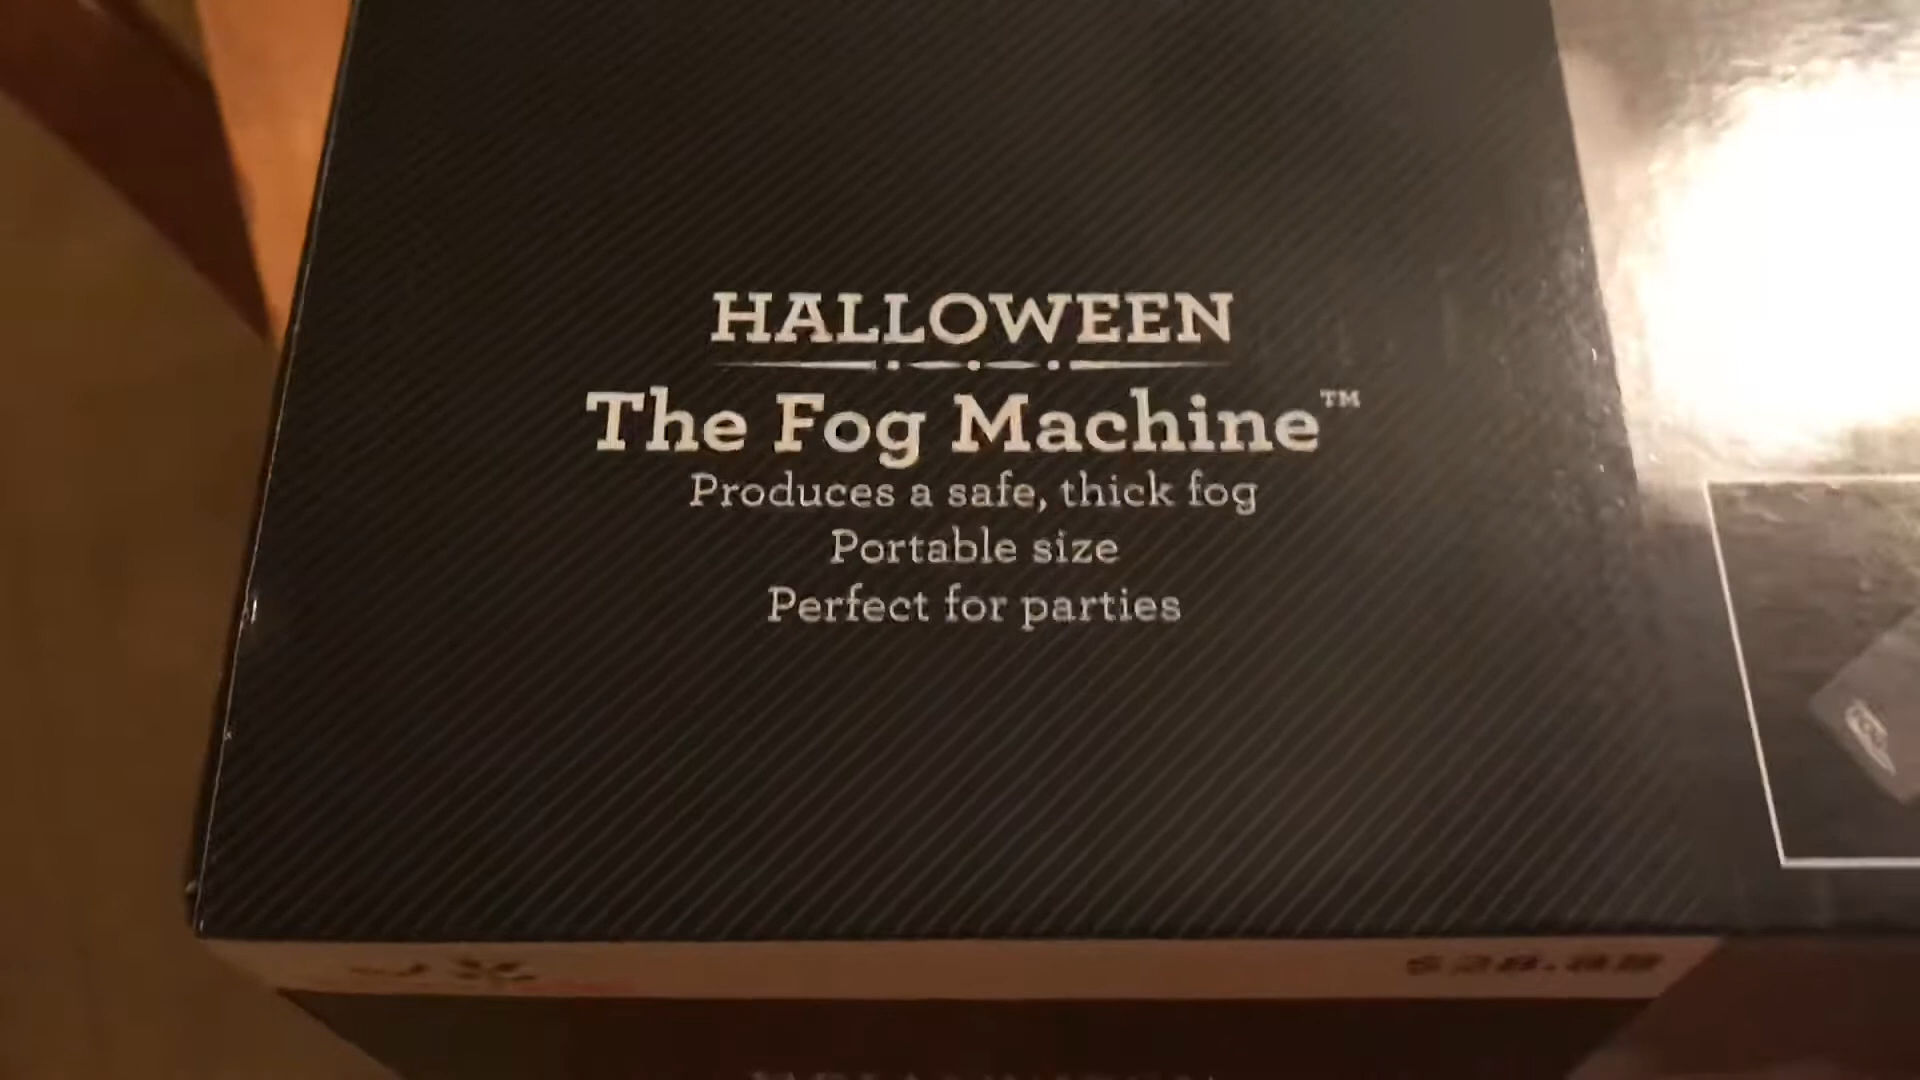 HALLOWEEN
The Fog Machine™
Produces a safe, thick fog
Portable size
Perfect for parties